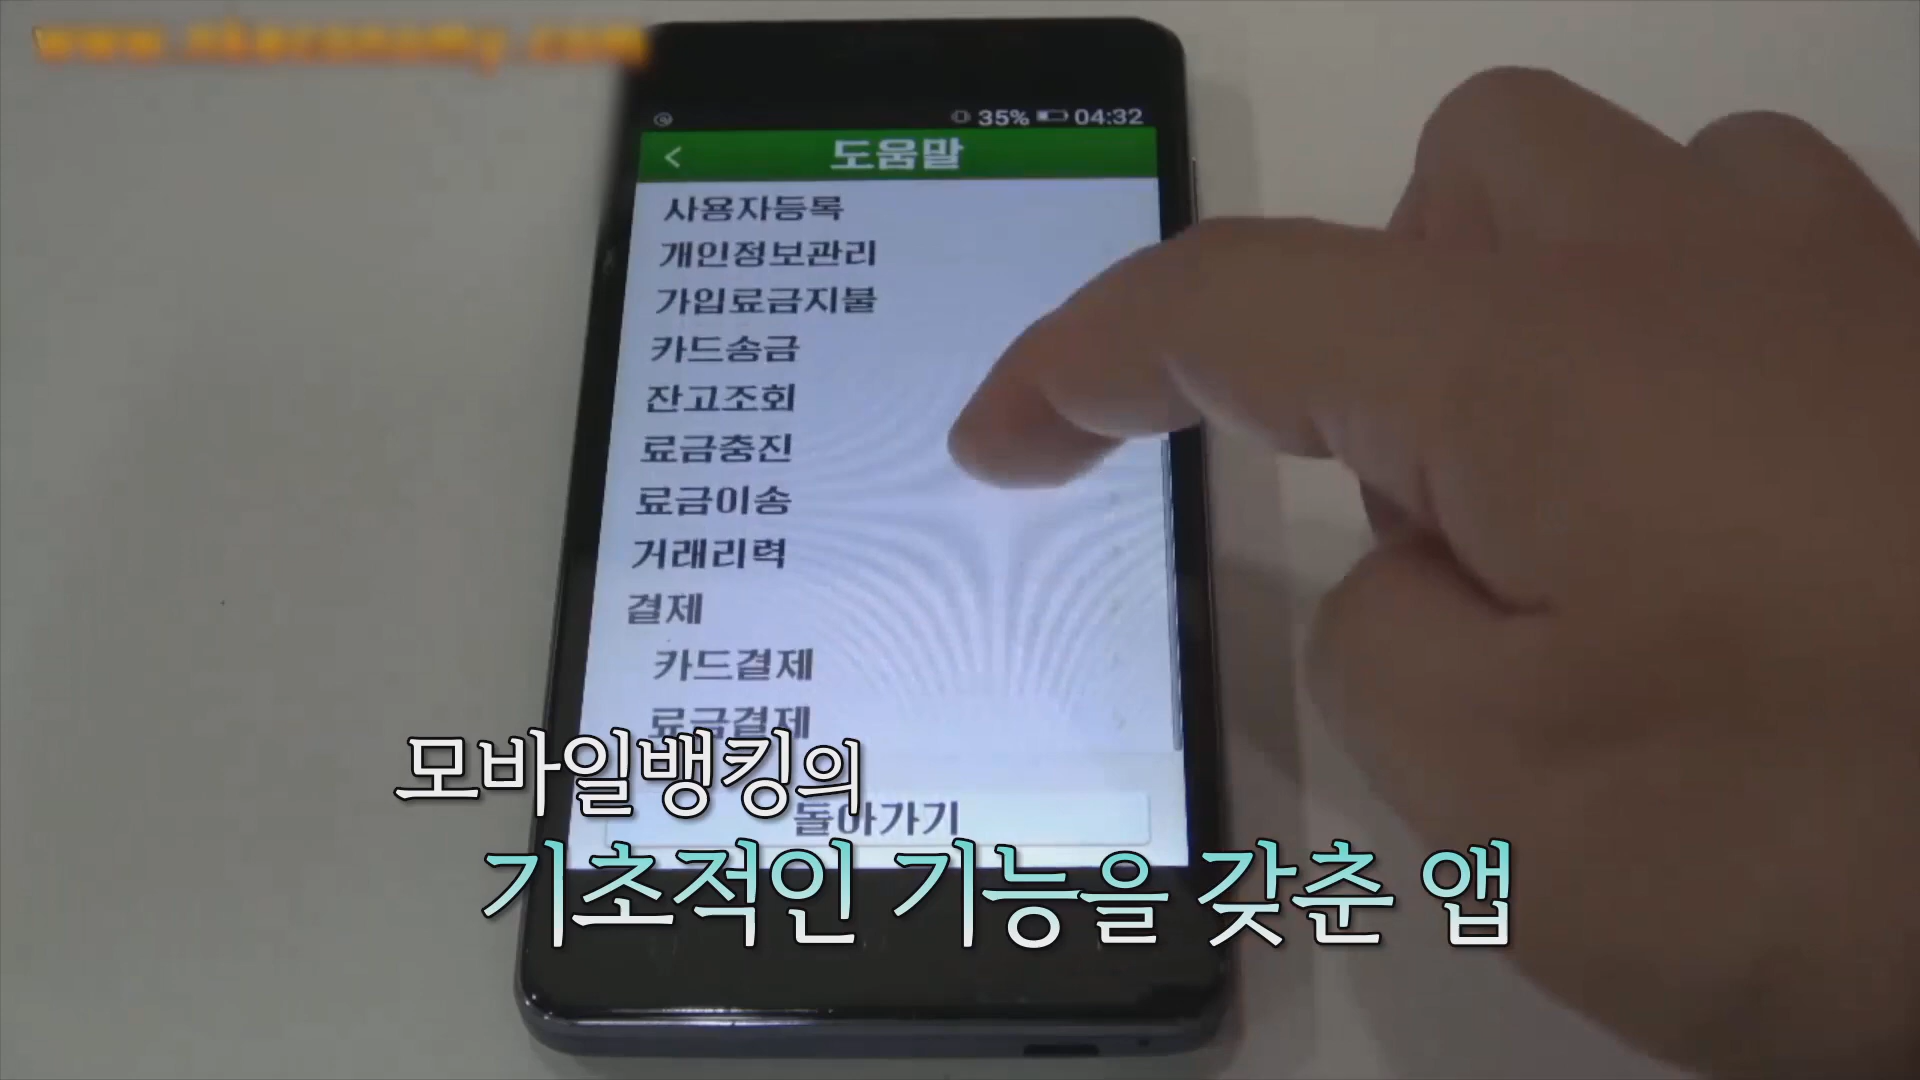 www.nkeconomy.com
35% 04:32
도움말
사용자등록
개인정보관리
가입료금지불
카드송금
잔고조회
료금충진
료금이송
거래리력
결제
카드결제
료금결제
돌아가기
모바일뱅킹의
기초적인 기능을 갖춘 앱